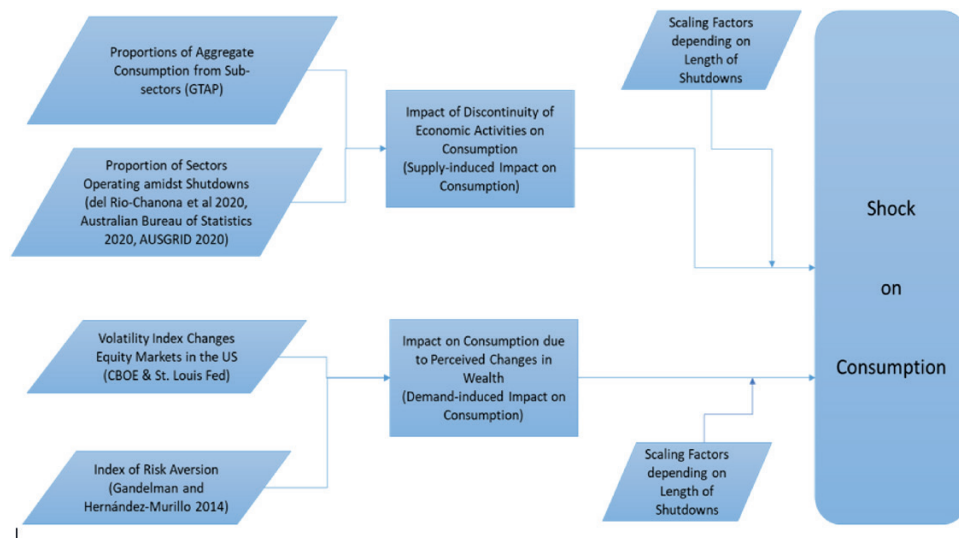 Proportions of Aggregate
Consumption from Sub-
sectors (GTAP)
Proportion of Sectors
Operating amidst Shutdowns
(del Rio-Chanona et al 2020,
Australian Bureau of Statistics
2020, AUSGRID 2020)
Impact of Discontinuity of
Economic Activities on
Consumption
(Supply-induced Impact on
Consumption)
Scaling Factors
depending on
Length of
Shutdowns
Volatility Index Changes
Equity Markets in the US
(CBOE & St. Louis Fed)
Index of Risk Aversion
(Gandelman and
Hernández-Murillo 2014)
Impact on Consumption due
to Perceived Changes in
Wealth
(Demand-induced Impact on
Consumption)
Scaling Factors
depending on
Length of
Shutdowns
Shock
on
Consumption